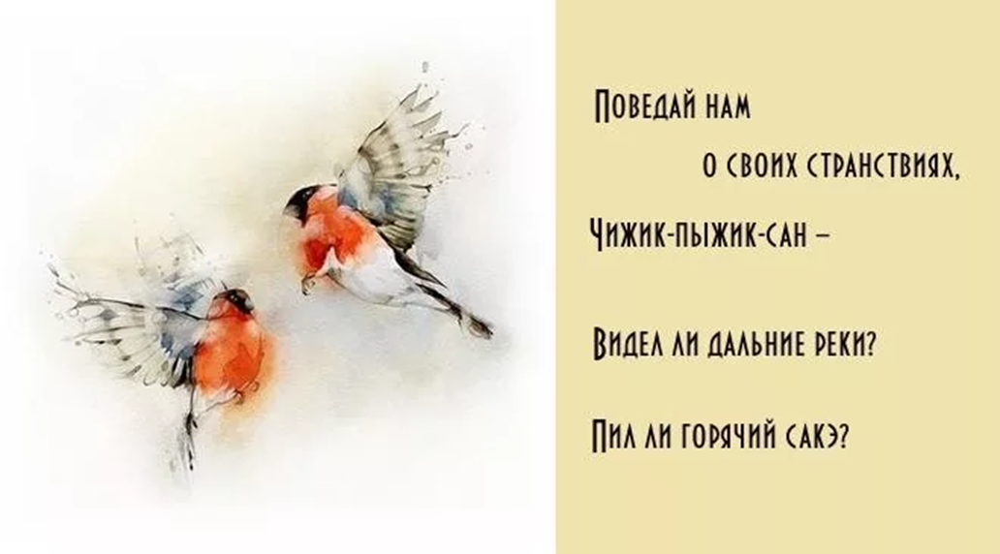 Поведай нам
о своих странствиях,
Чижик-пыжик-сан –
Видел ли дальние реки?
Пил ли горячий сакэ?